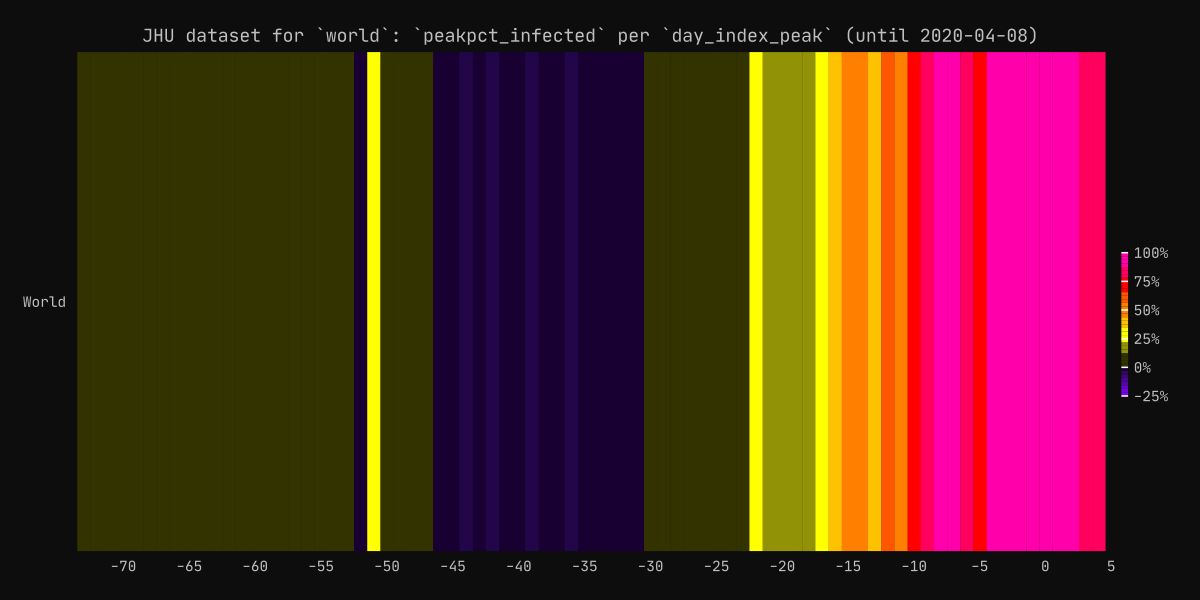 JHU dataset for `world`: `peakpct_infected` per `day_index_peak` (until 2020-04-08)
100%
75%
50%
25%
0%
-25%
World
-70 -65 -60 -55 -50 -45 -40 -35 -30 -25 -20 -15 -10 -5 0 5